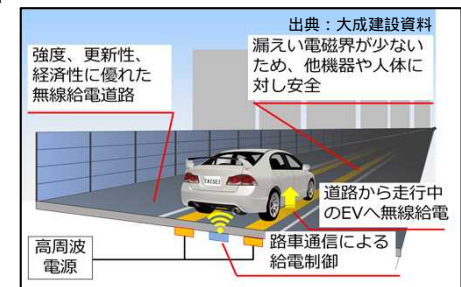 出典：大成建設資料
強度、更新性、
経済性に優れた
無線給電道路
漏えい電磁界が少ない
ため、他機器や人体に
対し安全
TAISEI
道路から走行中
のEVへ無線給電
高周波
電源
路車通信による
給電制御